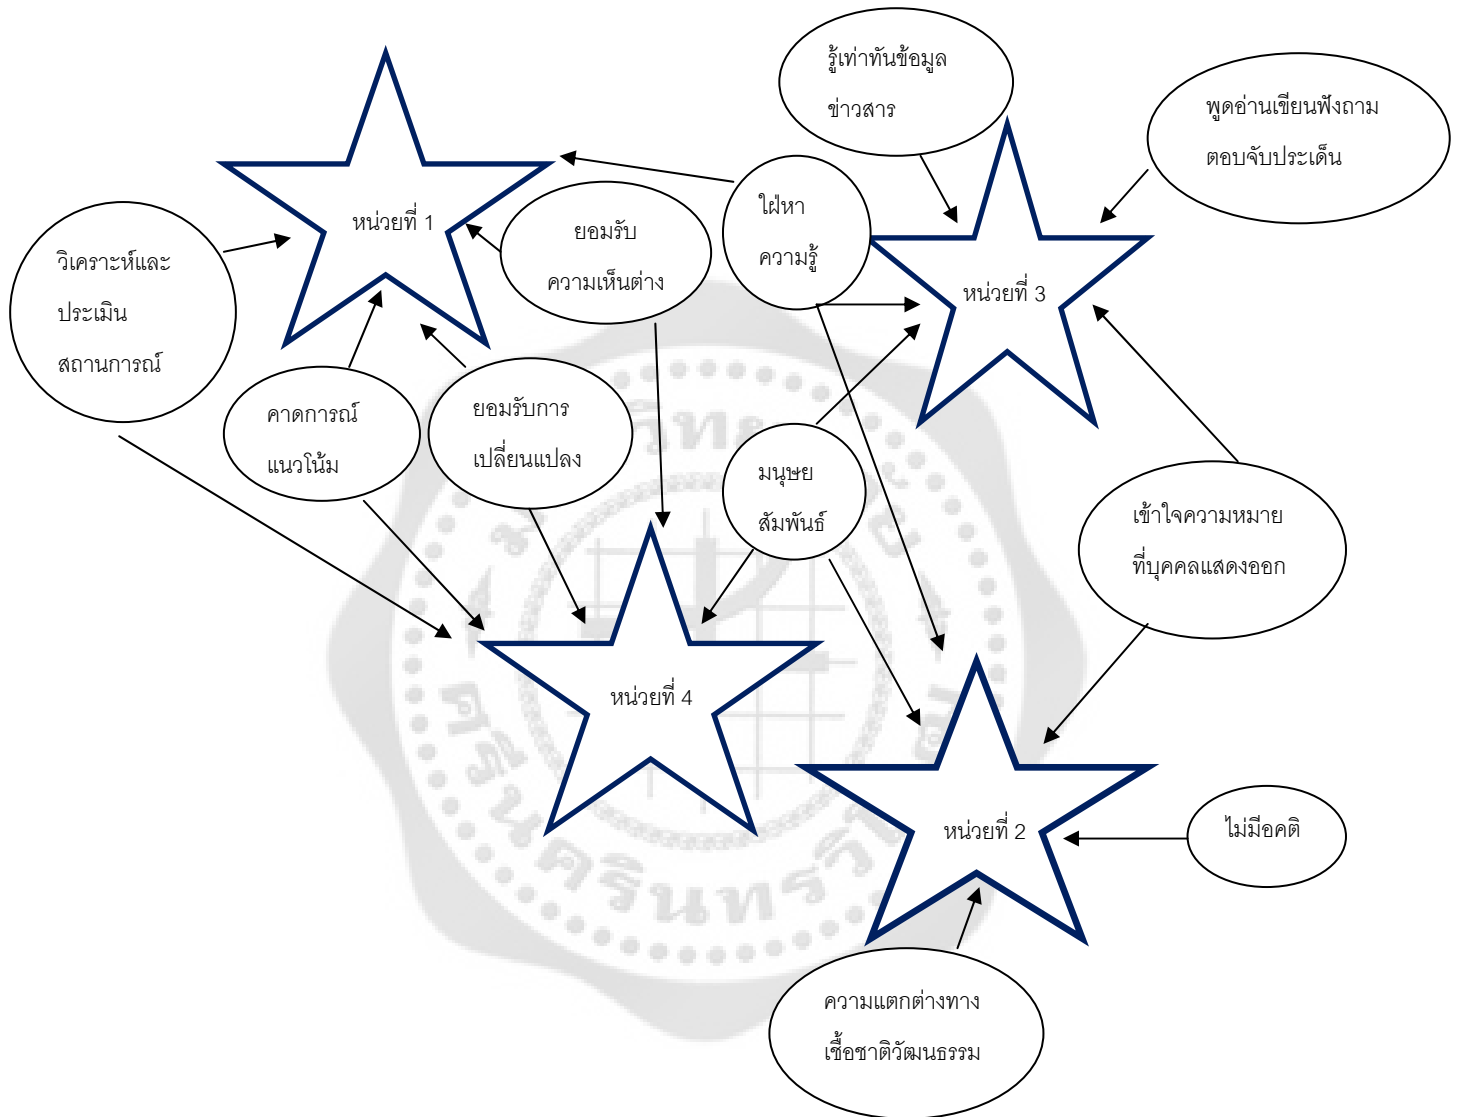 รู้เท่าทันข้อมูล
ข่าวสาร
พูดอ่านเขียนฟังถาม
ตอบจับประเด็น
หน่วยที่ 1
ใฝ่หา
ความรู้
ยอมรับ
ความเห็นต่าง
วิเคราะห์และ
ประเมิน
สถานการณ์
หน่วยที่ 3
คาดการณ์
แนวโน้ม
ยอมรับการ
เปลี่ยนแปลง
มนุษย
สัมพันธ์
เข้าใจความหมาย
ที่บุคคลแสดงออก
หน่วยที่ 4
หน่วยที่ 2
ไม่มีอคติ
ความแตกต่างทาง
เชื้อชาติวัฒนธรรม